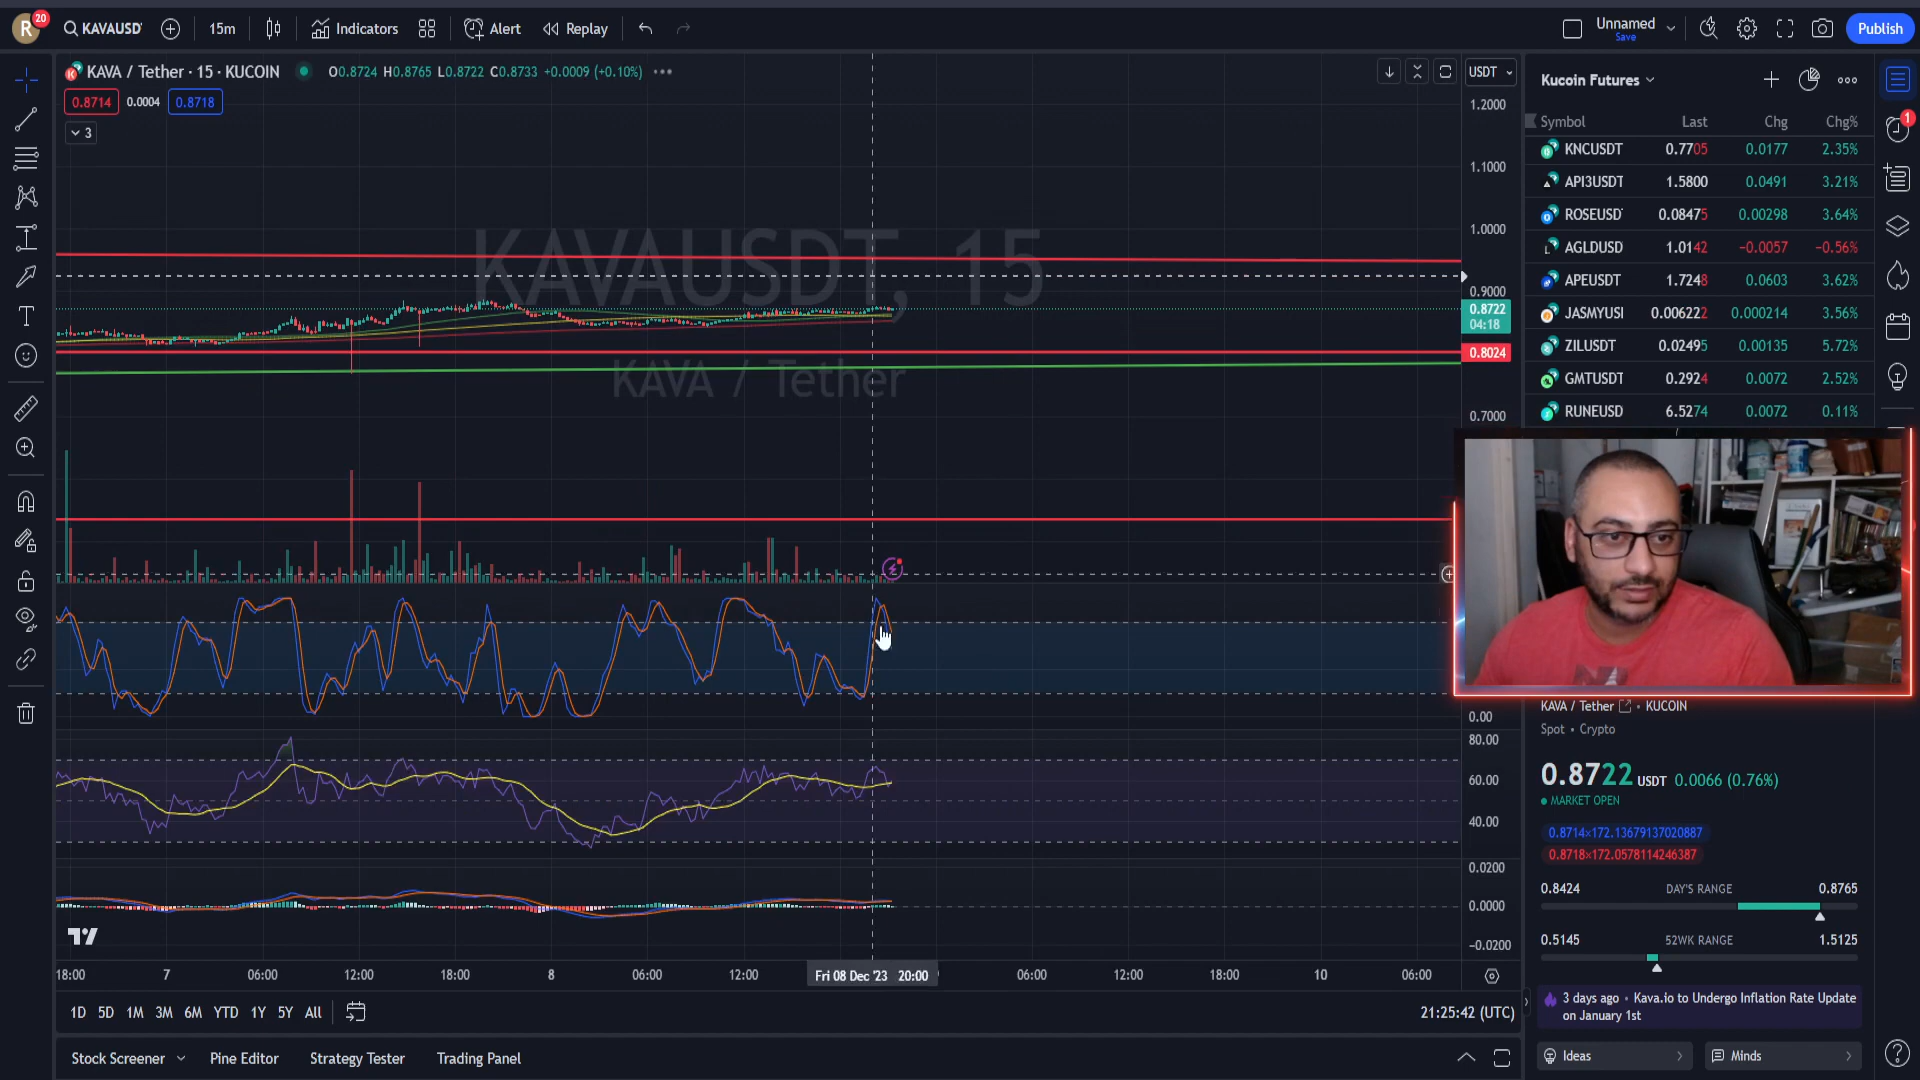 R 20 KAVAUSD 15m Indicators Alert Replay Unnamed Save Publish
KAVA / Tether · 15 · KUCOIN O0.8724 H0.8765 L0.8722 C0.8733 +0.0009 (+0.10%)
0.8714 0.0004 0.8718
3
USDT
1.2000
1.1000
1.0000
0.9000
0.8722
04:18
0.8024
0.7000
KAVAUSDT, 15
KAVA / Tether
0.00
80.00
60.00
40.00
0.0200
0.0000
-0.0200
18:00 7 06:00 12:00 18:00 8 06:00 12:00 Fri 08 Dec '23 20:00 06:00 12:00 18:00 10 06:00
1D 5D 1M 3M 6M YTD 1Y 5Y All 21:25:42 (UTC)
Stock Screener Pine Editor Strategy Tester Trading Panel
Kucoin Futures
1
Symbol Last Chg Chg%
KNCUSDT 0.7705 0.0177 2.35%
API3USDT 1.5800 0.0491 3.21%
ROSEUSD 0.08475 0.00298 3.64%
AGLDUSD 1.0142 -0.0057 -0.56%
APEUSDT 1.7248 0.0603 3.62%
JASMYUSI 0.006222 0.000214 3.56%
ZILUSDT 0.02495 0.00135 5.72%
GMTUSDT 0.2924 0.0072 2.52%
RUNEUSD 6.5274 0.0072 0.11%
KAVA / Tether • KUCOIN
Spot • Crypto
0.8722 USDT 0.0066 (0.76%)
MARKET OPEN
0.8714×172.13679137020887
0.8718×172.0578114246387
0.8424 DAY'S RANGE 0.8765
0.5145 52WK RANGE 1.5125
3 days ago • Kava.io to Undergo Inflation Rate Update
on January 1st
Ideas Minds